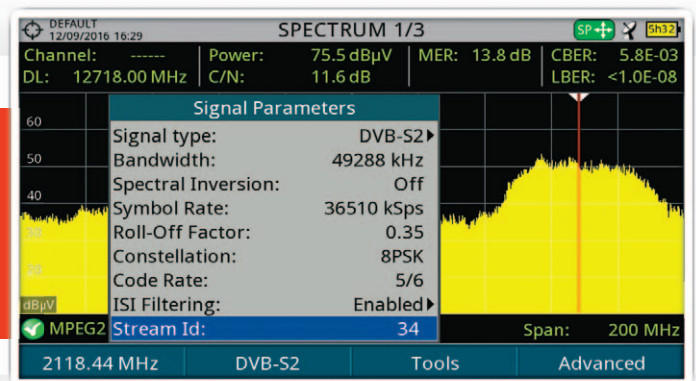 DEFAULT
12/09/2016 16:29
SPECTRUM 1/3
SP
5h32
Channel: ------
Power: 75.5 dBµV
MER: 13.8 dB
CBER: 5.8E-03
DL: 12718.00 MHz
C/N: 11.6 dB
LBER: <1.0E-08
Signal Parameters
Signal type: DVB-S2
Bandwidth: 49288 kHz
Spectral Inversion: Off
Symbol Rate: 36510 kSps
Roll-Off Factor: 0.35
Constellation: 8PSK
Code Rate: 5/6
ISI Filtering: Enabled
Stream Id: 34
60
50
40
30
20
dBµV
MPEG2
Span: 200 MHz
2118.44 MHz
DVB-S2
Tools
Advanced